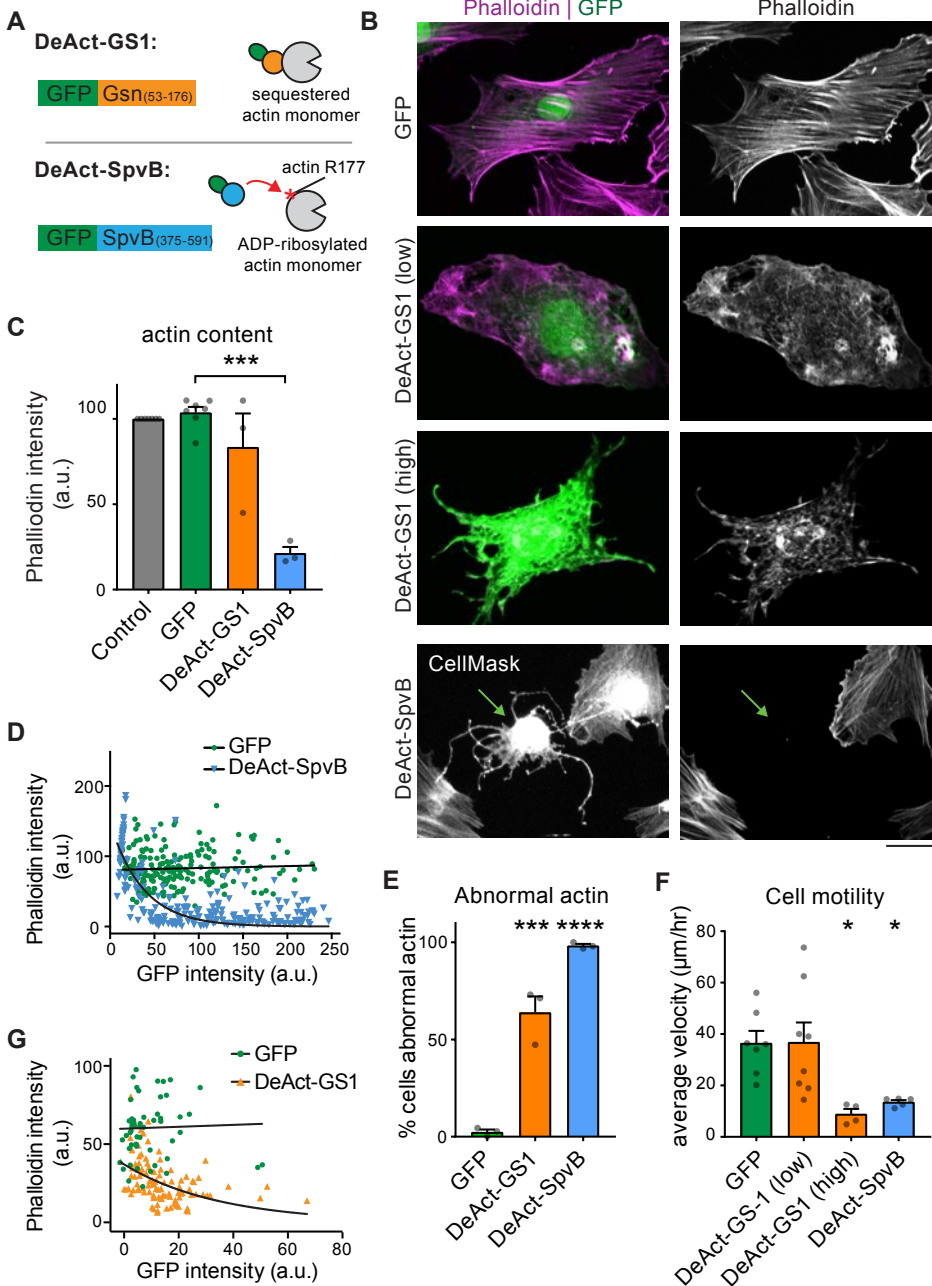 A
DeAct-GS1:
GFP Gsn(53-176)
sequestered
actin monomer
DeAct-SpvB:
actin R177
*
GFP SpvB(375-591)
ADP-ribosylated
actin monomer
B
Phalloidin | GFP
Phalloidin
GFP
DeAct-GS1 (low)
DeAct-GS1 (high)
DeAct-SpvB
CellMask
C
actin content
***
Phalliodin intensity
(a.u.)
100
50
0
Control
GFP
DeAct-GS1
DeAct-SpvB
D
GFP
DeAct-SpvB
Phalloidin intensity
(a.u.)
200
100
0
0 50 100 150 200 250
GFP intensity (a.u.)
E
Abnormal actin
*** ****
% cells abnormal actin
100
50
0
GFP
DeAct-GS1
DeAct-SpvB
F
Cell motility
* *
average velocity (μm/hr)
80
60
40
20
0
GFP
DeAct-GS-1 (low)
DeAct-GS1 (high)
DeAct-SpvB
G
GFP
DeAct-GS1
Phalloidin intensity
(a.u.)
100
50
0
0 20 40 60 80
GFP intensity (a.u.)